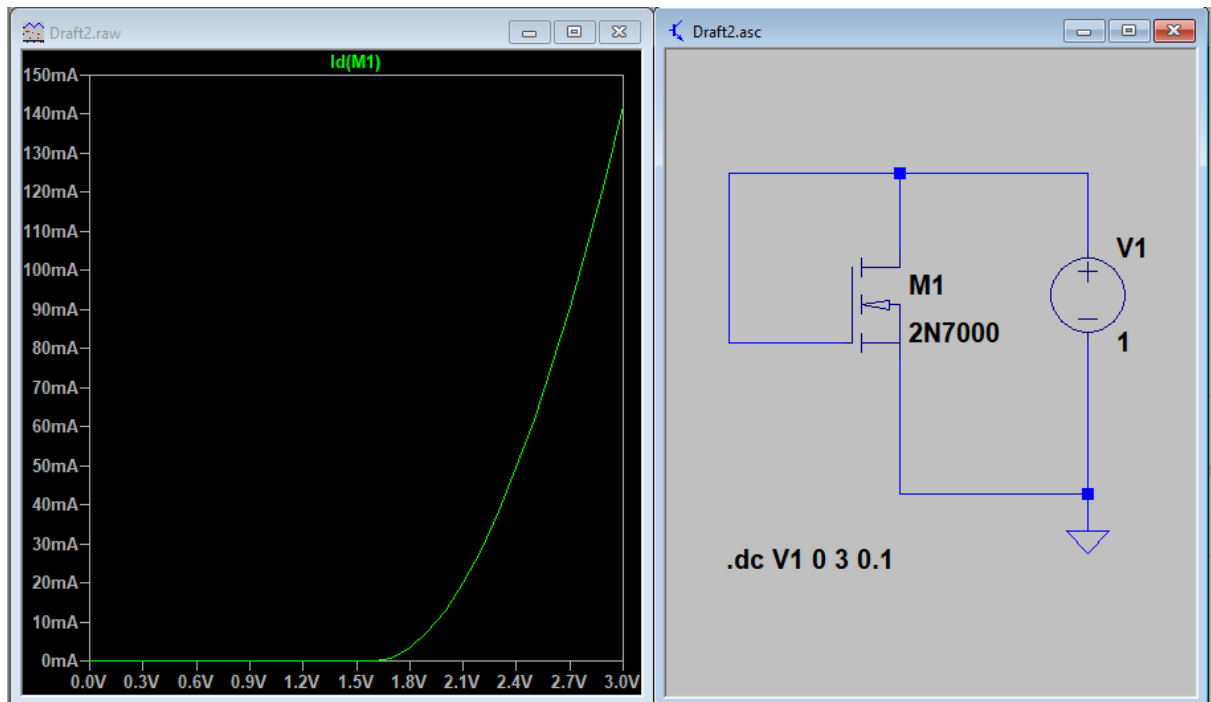 Draft2.raw
Id(M1)
150mA
140mA
130mA
120mA
110mA
100mA
90mA
80mA
70mA
60mA
50mA
40mA
30mA
20mA
10mA
0mA
0.0V 0.3V 0.6V 0.9V 1.2V 1.5V 1.8V 2.1V 2.4V 2.7V 3.0V
Draft2.asc
V1
M1
2N7000
1
.dc V1 0 3 0.1